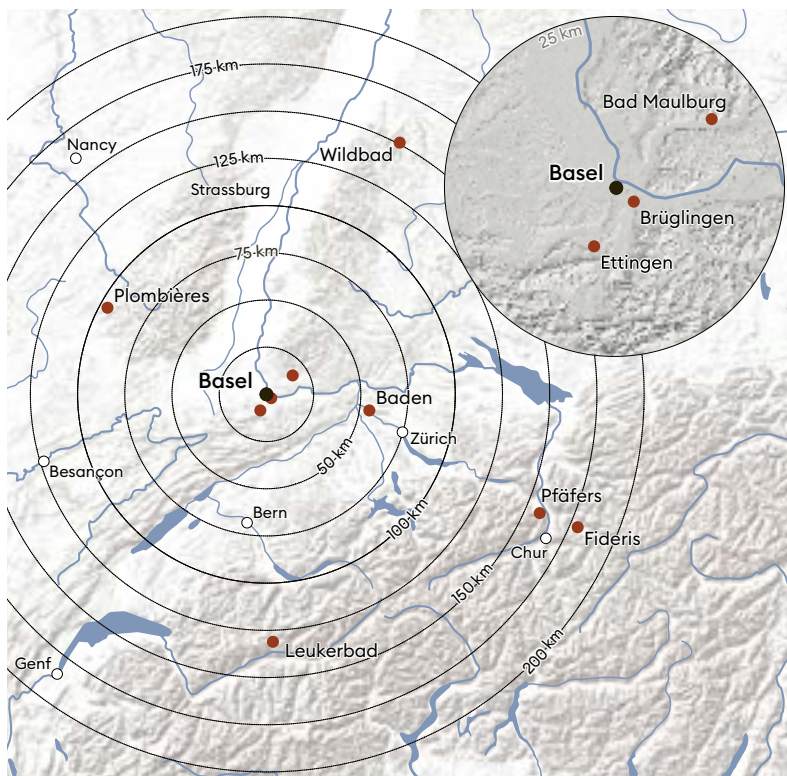 175 km
25 km
Bad Maulburg
Nancy
Wildbad
125 km
Basel
Strassburg
Brüglingen
75 km
Ettingen
Plombières
Basel
Baden
Zürich
50 km
Besançon
Pfäfers
Bern
100 km
Fideris
Chur
150 km
Leukerbad
200 km
Genf